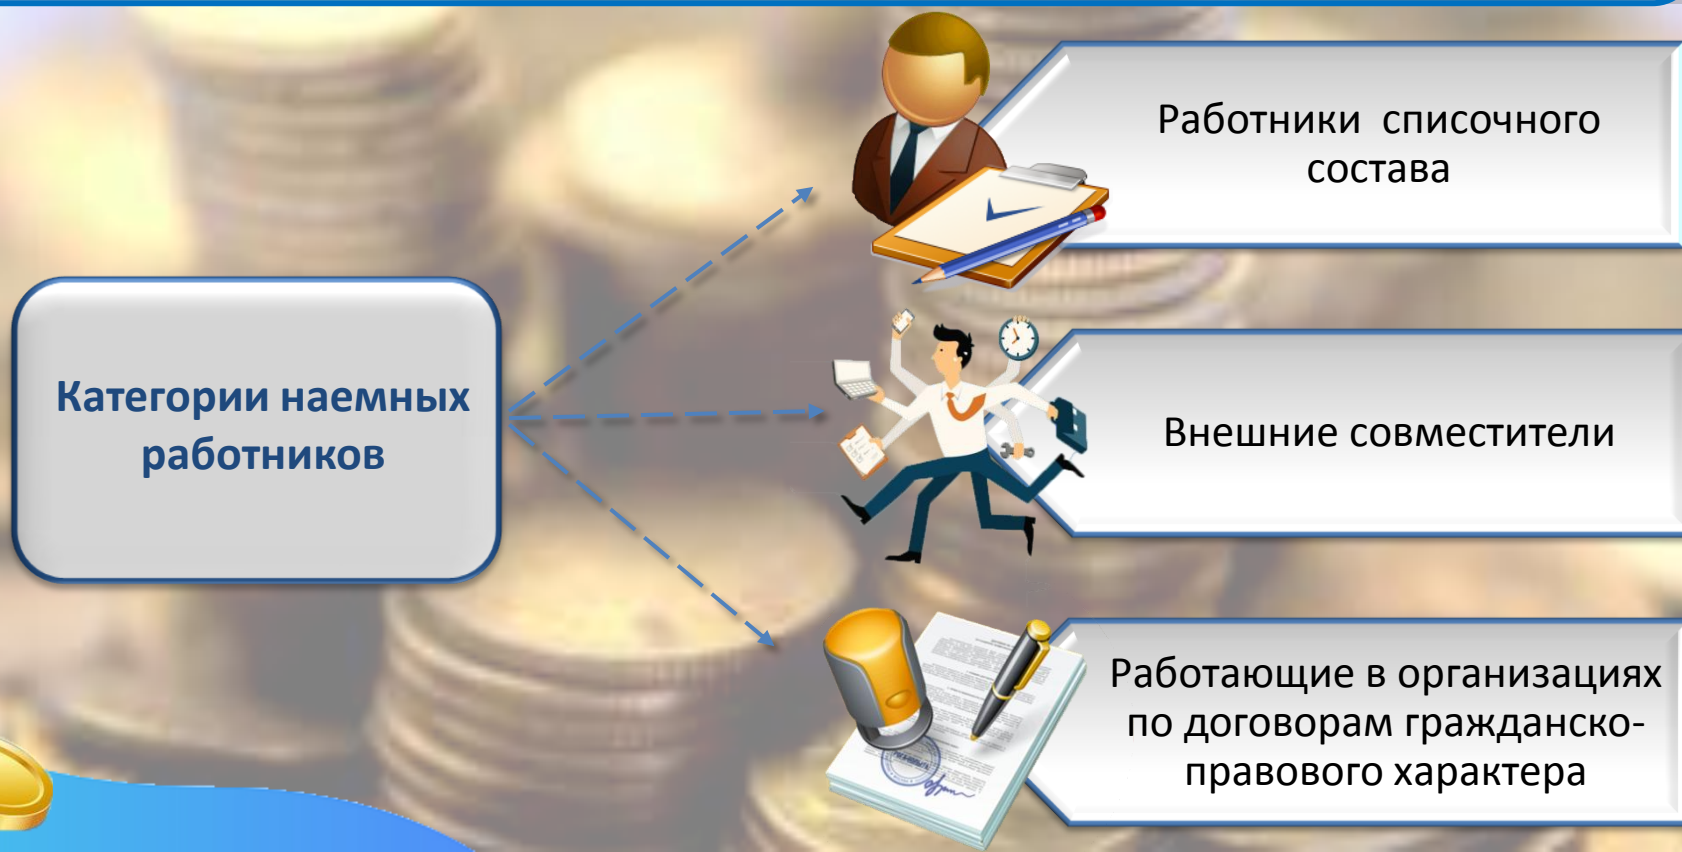 Категории наемных
работников
Работники списочного
состава
Внешние совместители
Работающие в организациях
по договорам гражданско-
правового характера